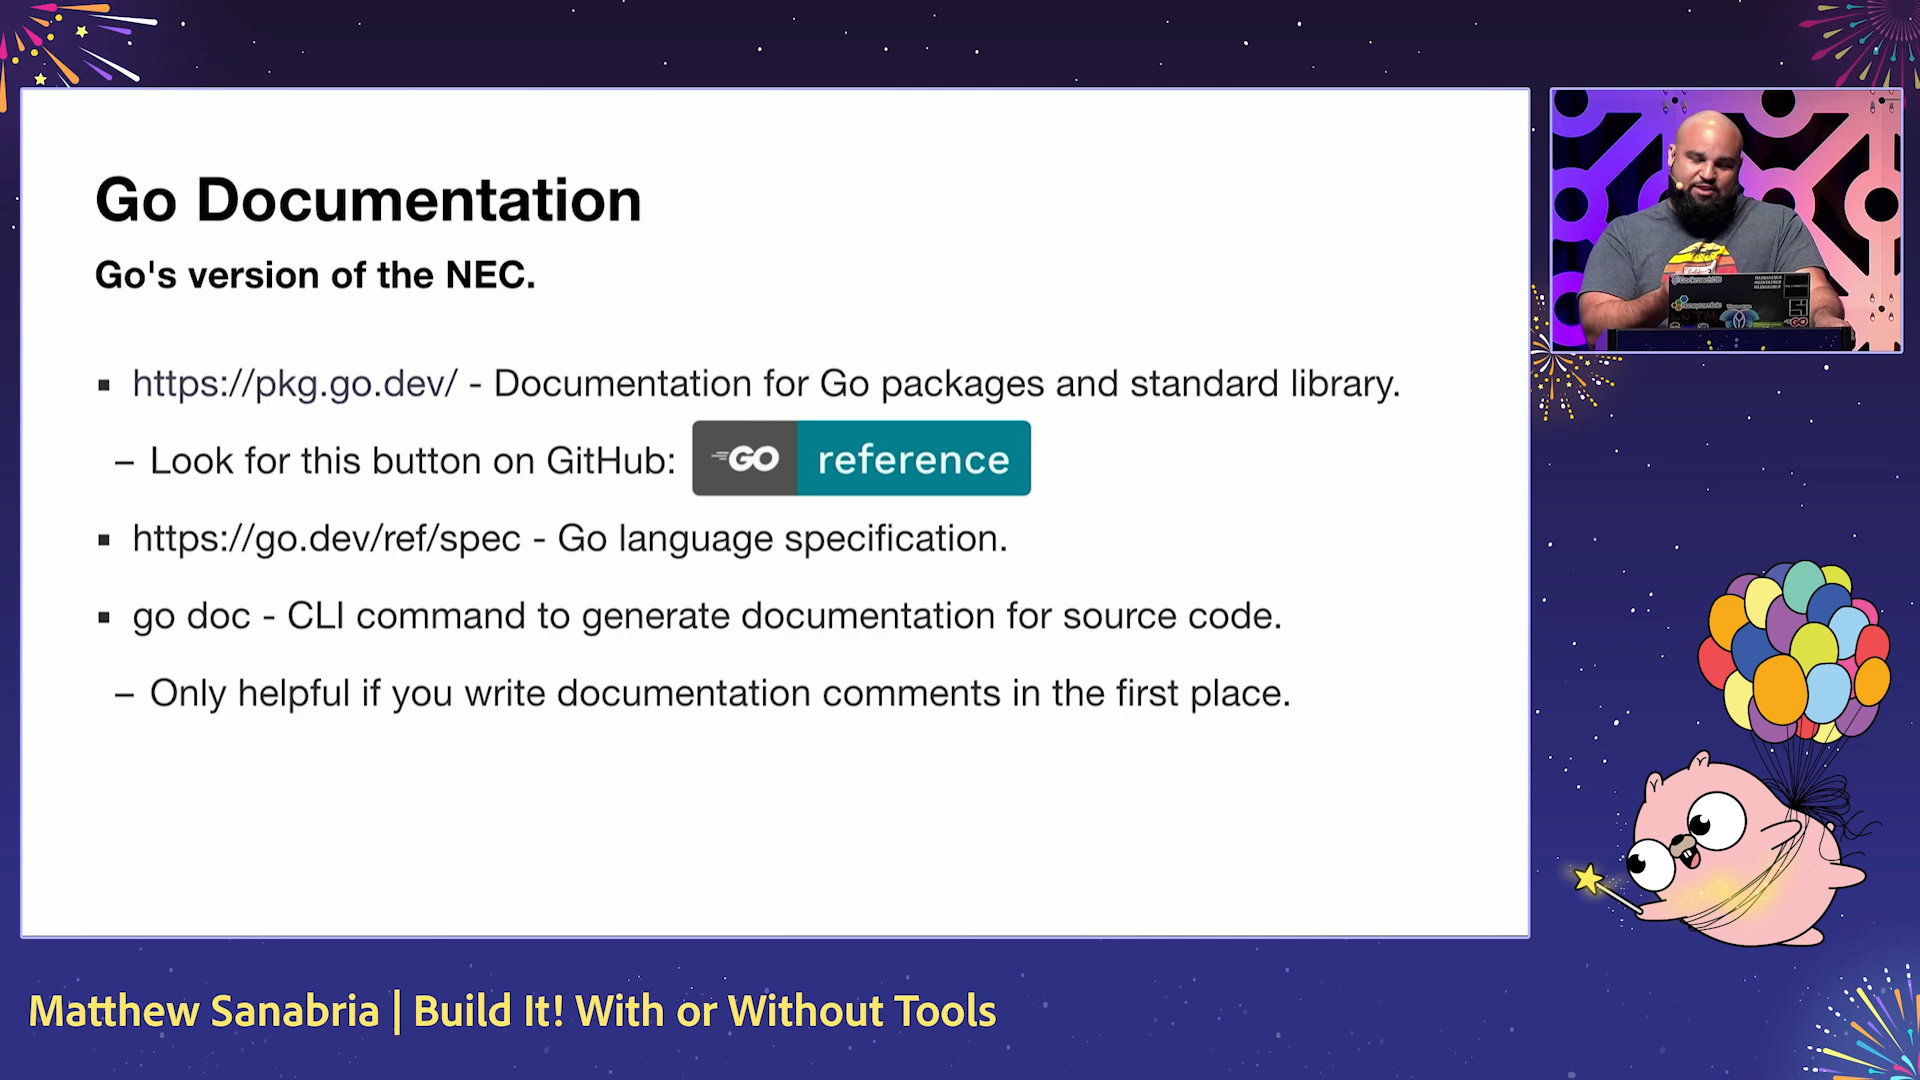 Go Documentation
Go's version of the NEC.
▪ https://pkg.go.dev/ - Documentation for Go packages and standard library.
– Look for this button on GitHub: GO reference
▪ https://go.dev/ref/spec - Go language specification.
▪ go doc - CLI command to generate documentation for source code.
– Only helpful if you write documentation comments in the first place.
CockroachDB
GO
Matthew Sanabria | Build It! With or Without Tools